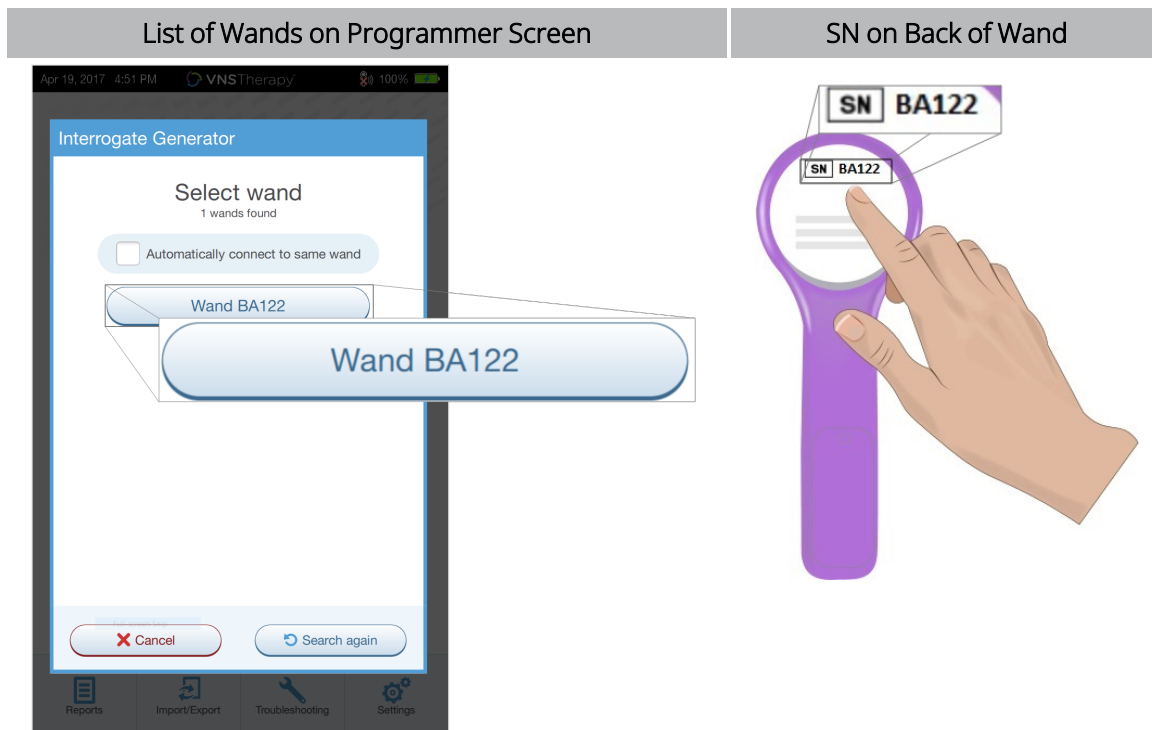 List of Wands on Programmer Screen
SN on Back of Wand
Apr 19, 2017 4:51 PM VNSTherapy 100%
Interrogate Generator
Select wand
1 wands found
Automatically connect to same wand
Wand BA122
Wand BA122
Cancel
Search again
Reports
Import/Export
Troubleshooting
Settings
SN BA122
SN BA122